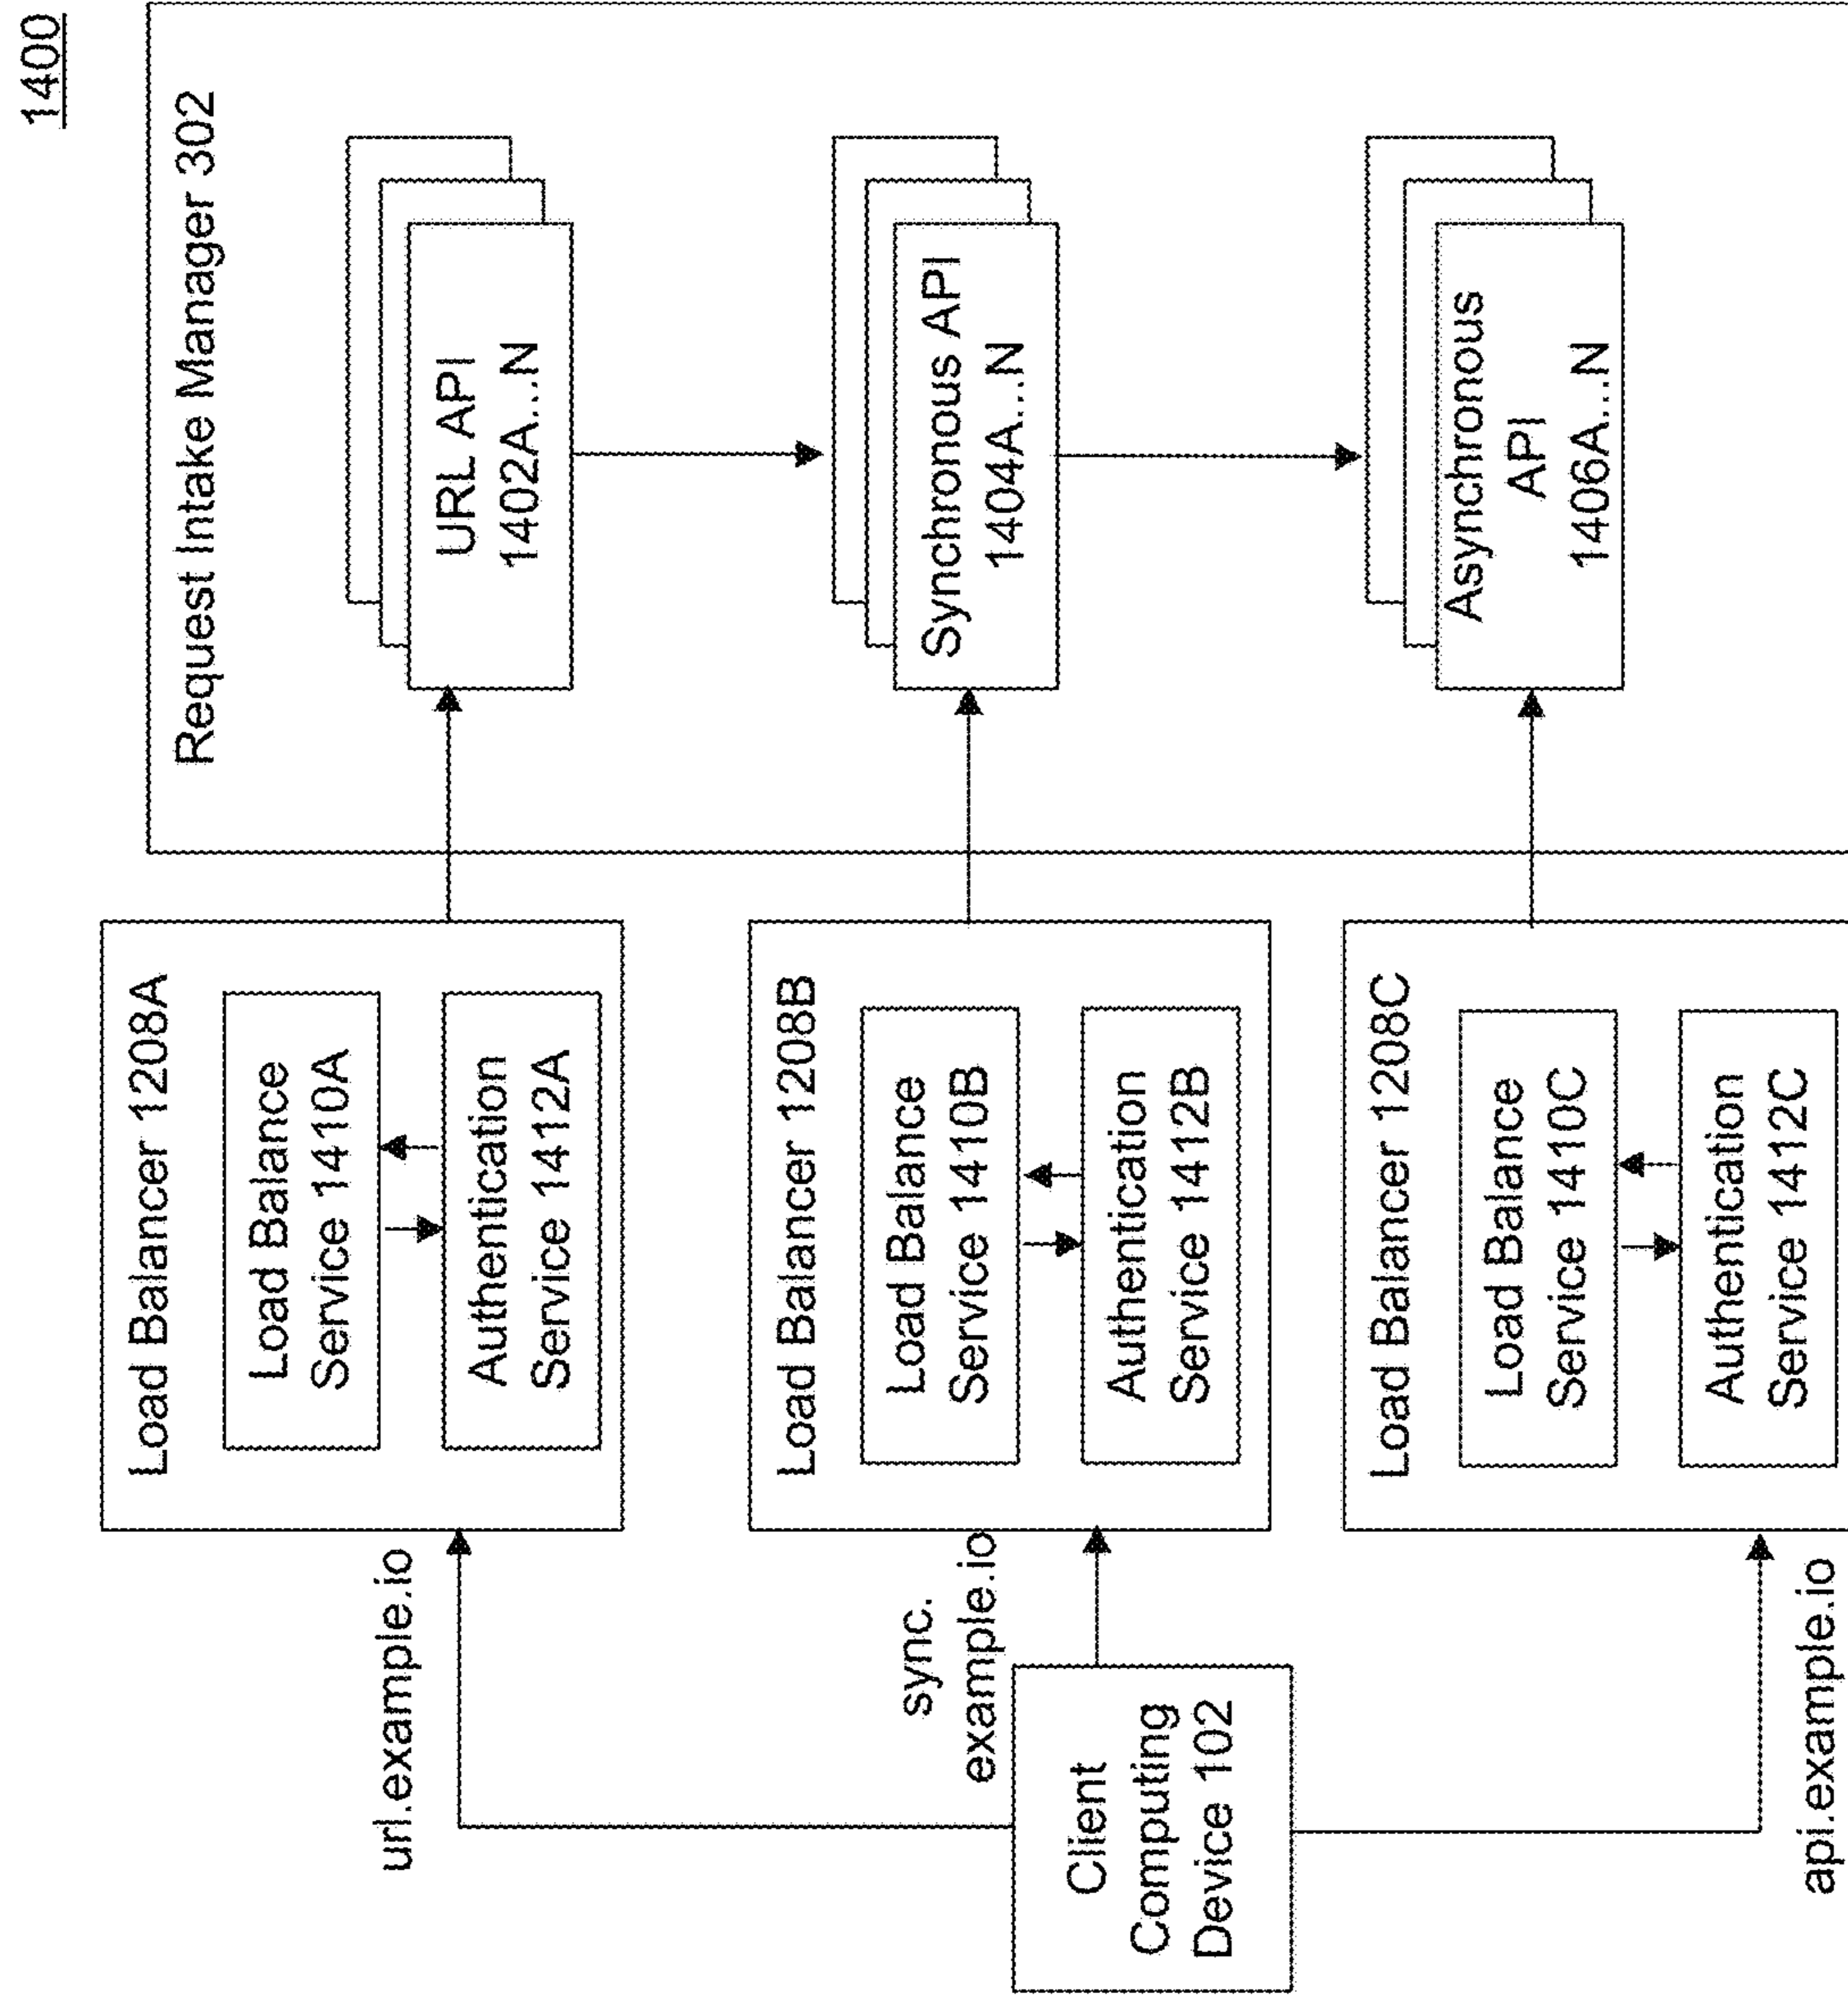 1400
Request Intake Manager 302
URL API
1402A...N
Synchronous API
1404A...N
Asynchronous
API
1406A...N
Load Balancer 1208A
Load Balance
Service 1410A
Authentication
Service 1412A
Load Balancer 1208B
Load Balance
Service 1410B
Authentication
Service 1412B
Load Balancer 1208C
Load Balance
Service 1410C
Authentication
Service 1412C
url.example.io
sync.
example.io
Client
Computing
Device 102
api.example.io